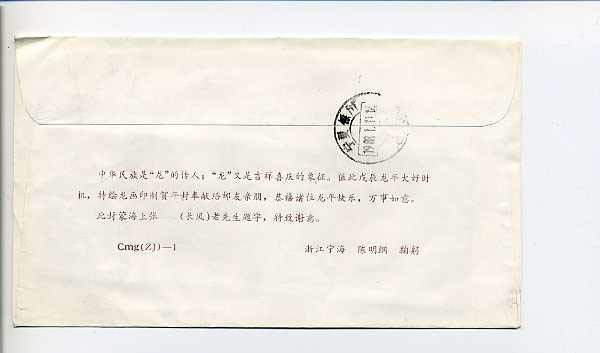 中华民族是“龙”的传人；“龙”又是吉祥喜庆的象征。值此戊辰龙年大好时
机，特绘龙画印制贺年封奉献给邮友亲朋，恭禧诸位龙年快乐，万事如意。
此封蒙海上张 （长风）老先生题字，特致谢意。
Cmg(ZJ)—1
浙江宁海 陈明纲 鞠躬